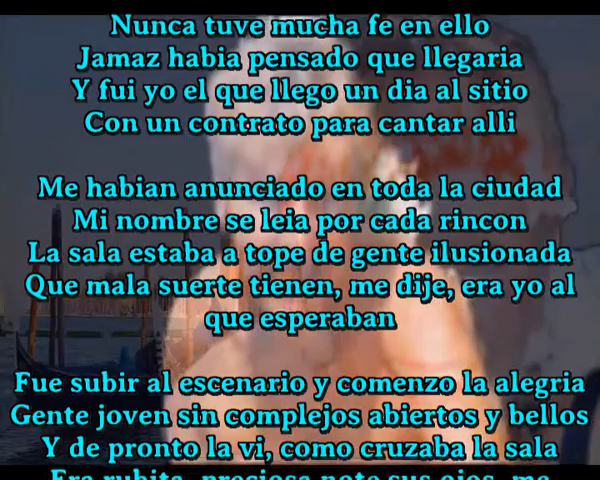 Nunca tuve mucha fe en ello
Jamaz habia pensado que llegaria
Y fui yo el que llego un dia al sitio
Con un contrato para cantar alli
Me habian anunciado en toda la ciudad
Mi nombre se leia por cada rincon
La sala estaba a tope de gente ilusionada
Que mala suerte tienen, me dije, era yo al
que esperaban
Fue subir al escenario y comenzo la alegria
Gente joven sin complejos abiertos y bellos
Y de pronto la vi, como cruzaba la sala
Era rubita, preciosa note sus ojos, me